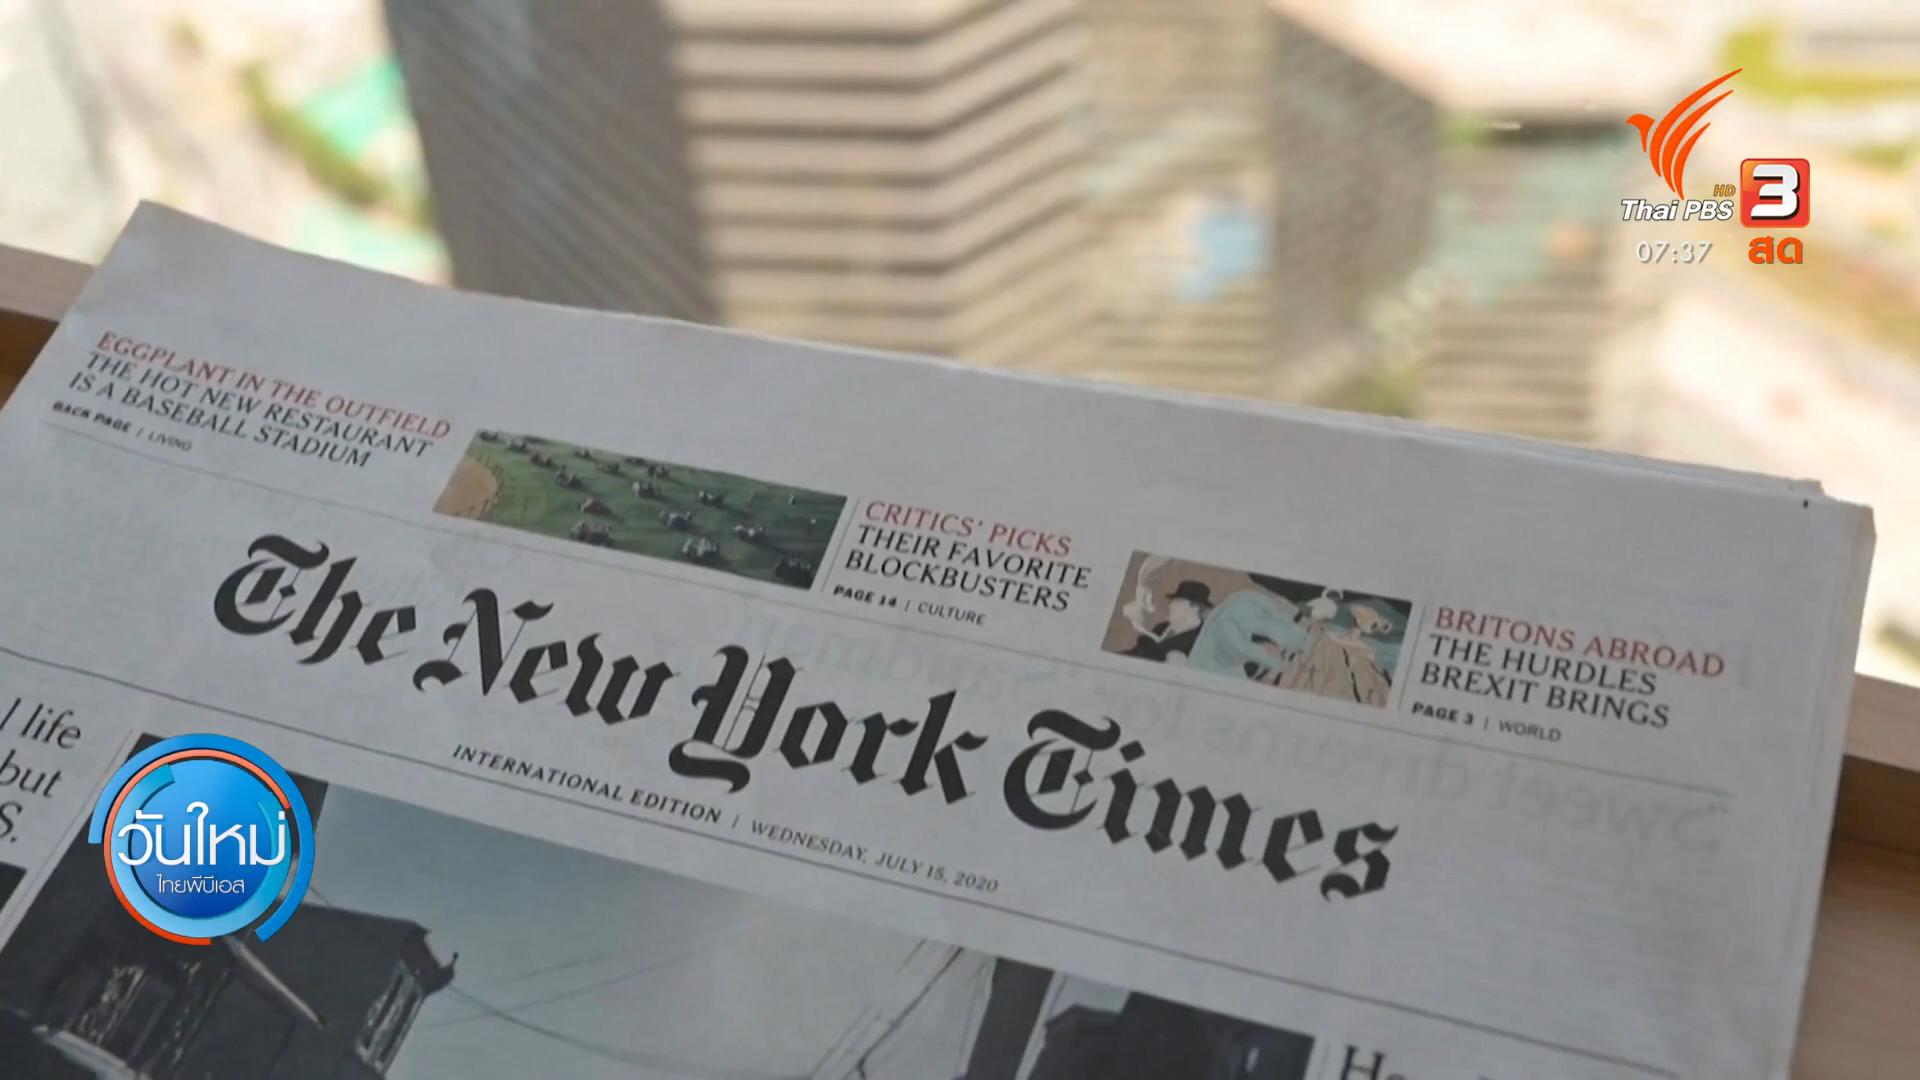 HD
Thai PBS
3
07:37
สด
EGGPLANT IN THE OUTFIELD
THE HOT NEW RESTAURANT
IS A BASEBALL STADIUM
BACK PAGE | LIVING
CRITICS' PICKS
THEIR FAVORITE
BLOCKBUSTERS
PAGE 14 | CULTURE
BRITONS ABROAD
THE HURDLES
BREXIT BRINGS
PAGE 3 | WORLD
The New York Times
INTERNATIONAL EDITION | WEDNESDAY, JULY 15, 2020
life
but
S.
วันใหม่
ไทยพีบีเอส